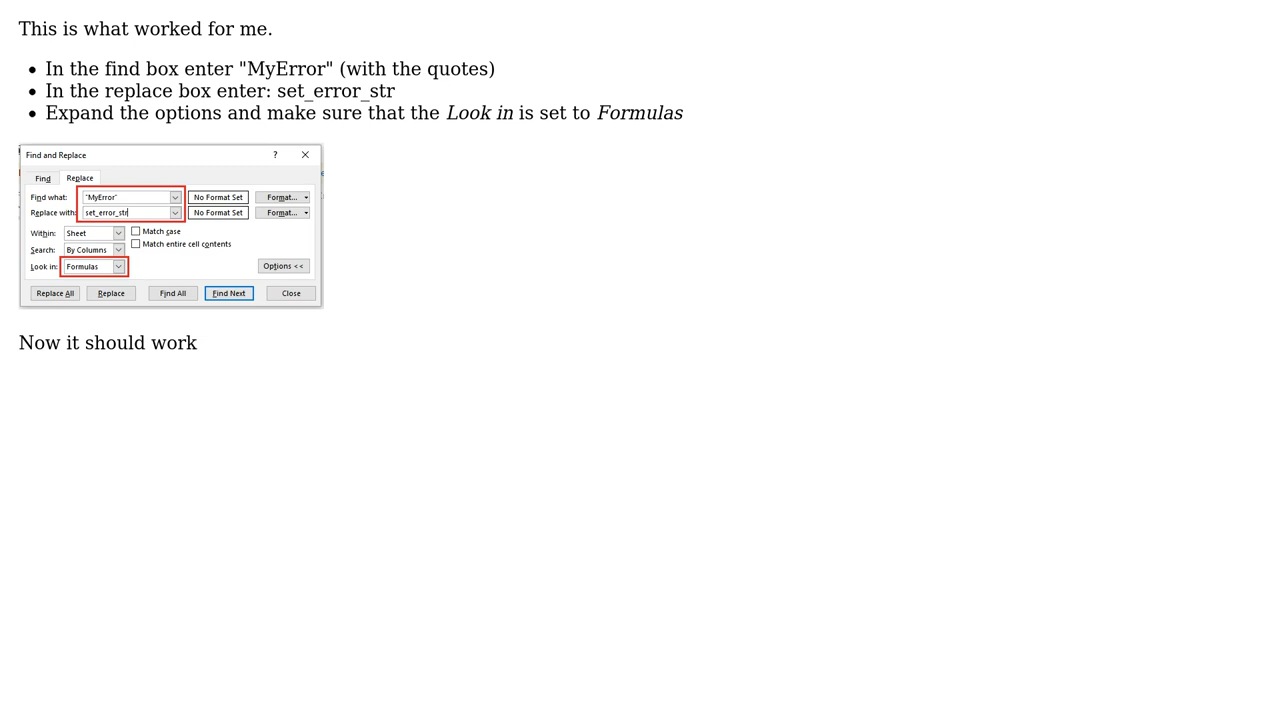 This is what worked for me.
• In the find box enter "MyError" (with the quotes)
• In the replace box enter: set_error_str
• Expand the options and make sure that the Look in is set to Formulas
Find and Replace ?
Find Replace
Find what: "MyError" No Format Set Format...
Replace with: set_error_str No Format Set Format...
Within: Sheet Match case
Match entire cell contents
Search: By Columns
Look in: Formulas Options <<
Replace All Replace Find All Find Next Close
Now it should work